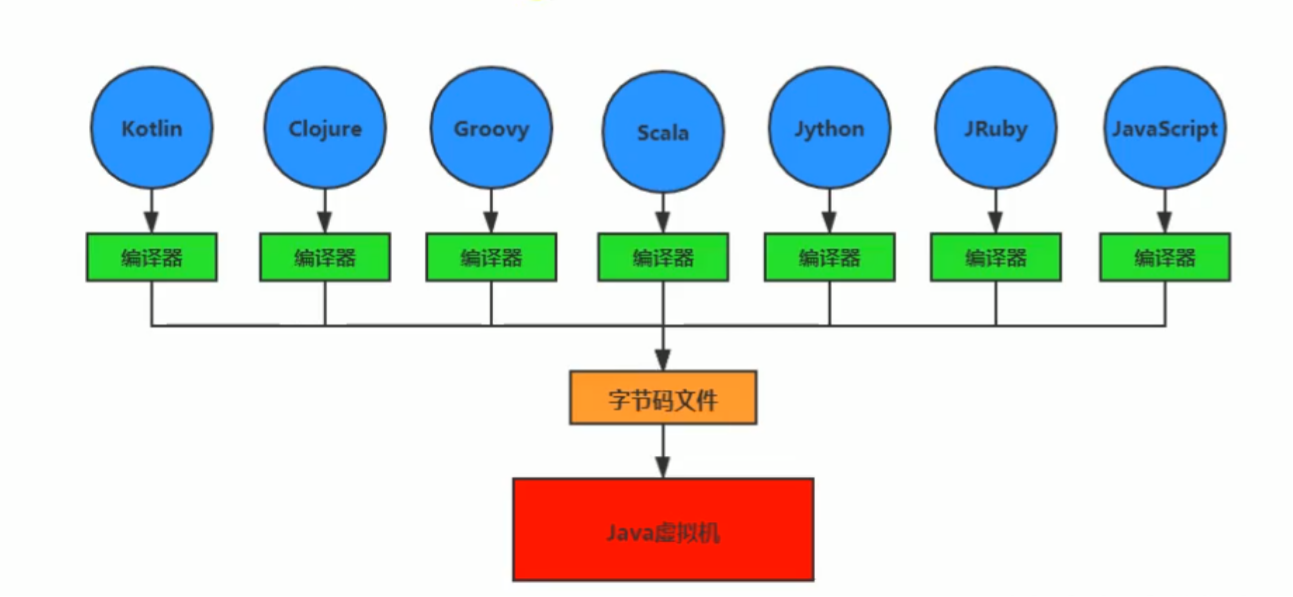 Kotlin
Clojure
Groovy
Scala
Jython
JRuby
JavaScript
编译器
编译器
编译器
编译器
编译器
编译器
编译器
字节码文件
Java虚拟机